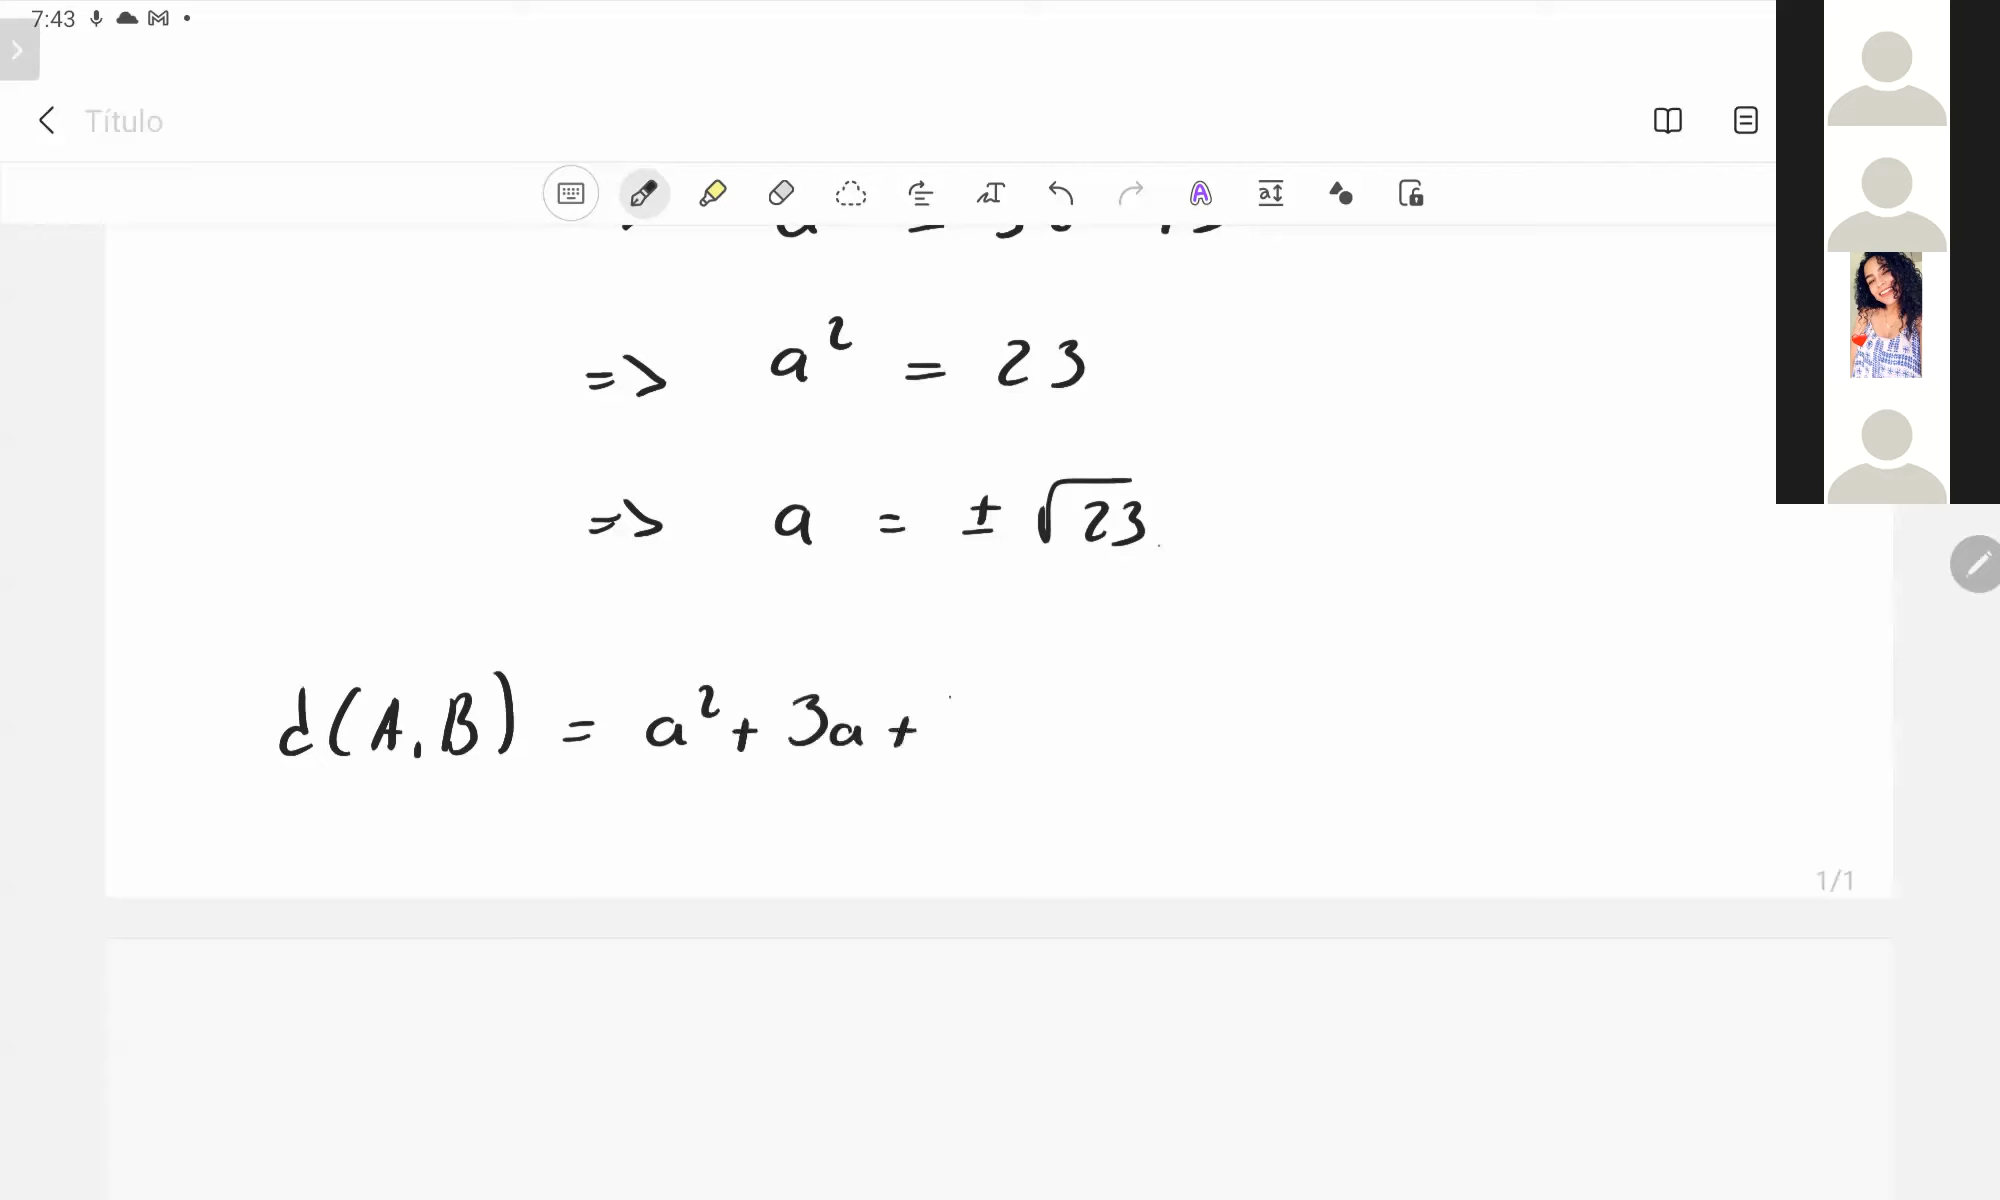 7:43
Título
=> a² = 23
=> a = ± √23
d(A,B) = a² + 3a +
1/1